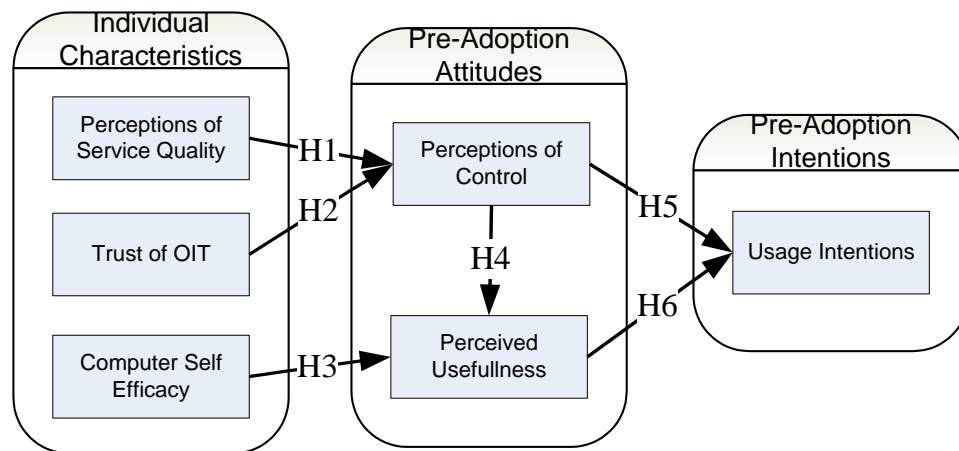 Individual
Characteristics
Perceptions of
Service Quality
Trust of OIT
Computer Self
Efficacy
H1
H2
H3
Pre-Adoption
Attitudes
Perceptions of
Control
H4
Perceived
Usefullness
H5
H6
Pre-Adoption
Intentions
Usage Intentions